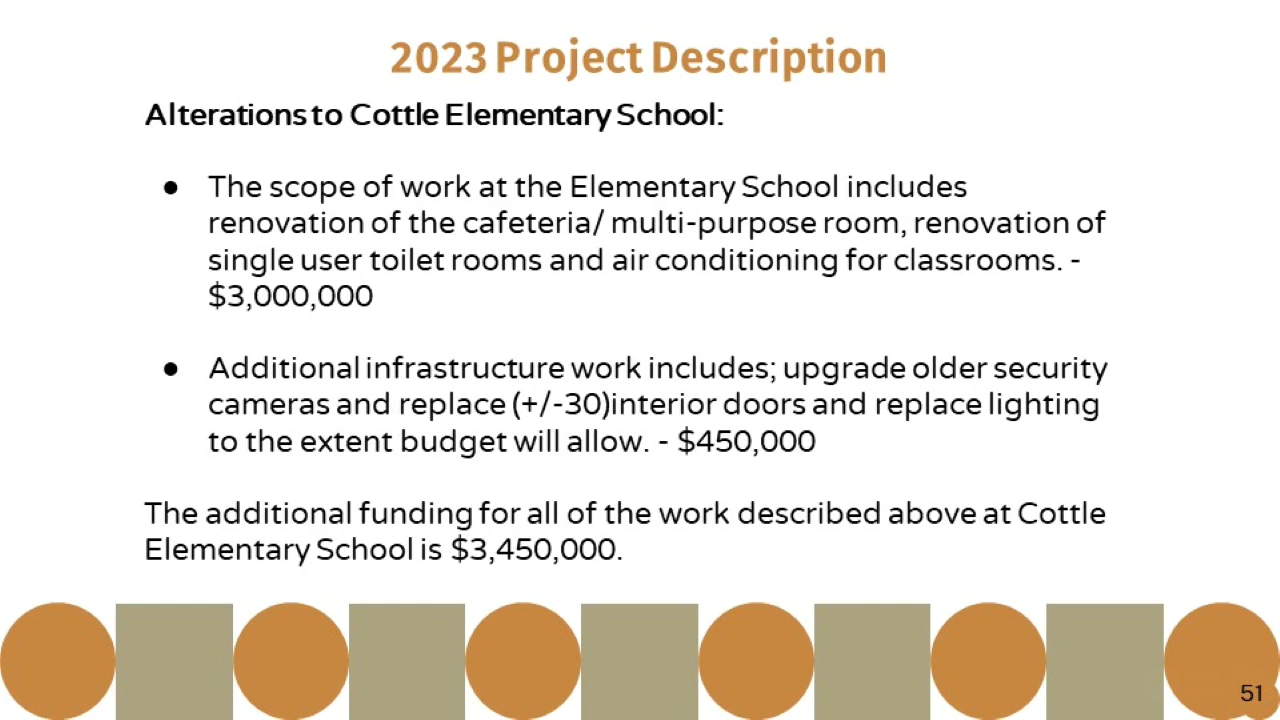 2023 Project Description
Alterations to Cottle Elementary School:
● The scope of work at the Elementary School includes
renovation of the cafeteria/ multi-purpose room, renovation of
single user toilet rooms and air conditioning for classrooms. -
$3,000,000
● Additional infrastructure work includes; upgrade older security
cameras and replace (+/-30)interior doors and replace lighting
to the extent budget will allow. - $450,000
The additional funding for all of the work described above at Cottle
Elementary School is $3,450,000.
51